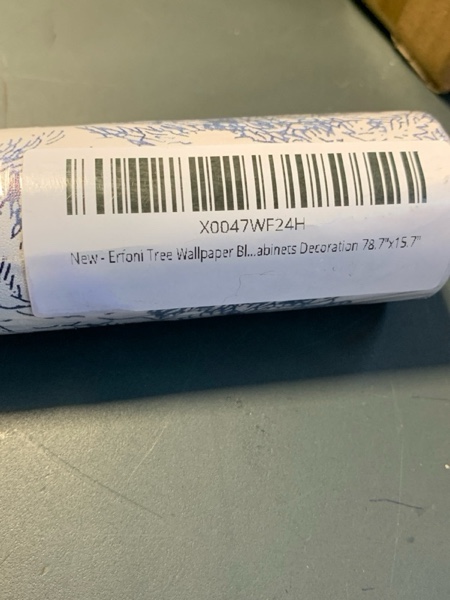 X0047WF24H
New - Erfoni Tree Wallpaper Bl...abinets Decoration 78.7"x15.7"